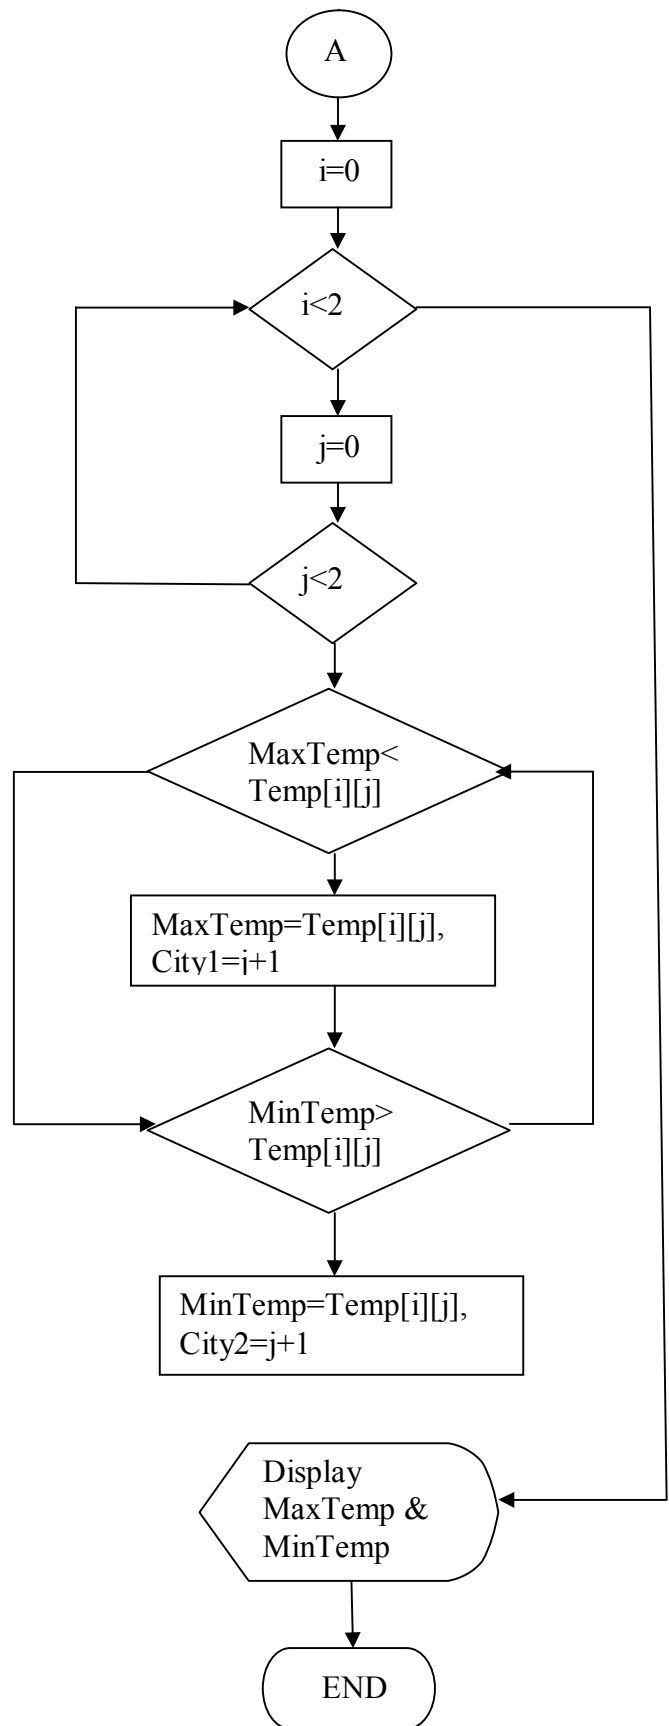 A
i=0
i<2
j=0
j<2
MaxTemp<
Temp[i][j]
MaxTemp=Temp[i][j],
City1=j+1
MinTemp>
Temp[i][j]
MinTemp=Temp[i][j],
City2=j+1
Display
MaxTemp &
MinTemp
END